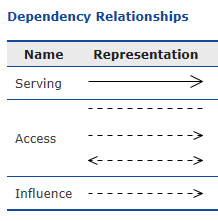 Dependency Relationships
Name Representation
Serving
Access
Influence